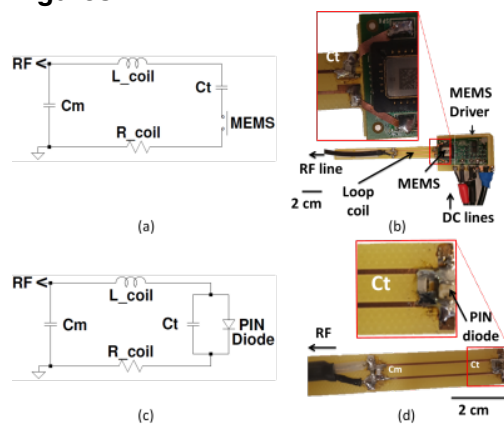 RF
L_coil
Ct
Cm
MEMS
R_coil
(a)
Ct
MEMS
Driver
RF line
Loop
coil
MEMS
DC lines
2 cm
(b)
RF
L_coil
Cm
Ct
PIN
Diode
R_coil
(c)
Ct
PIN
diode
RF
Cm
Ct
2 cm
(d)